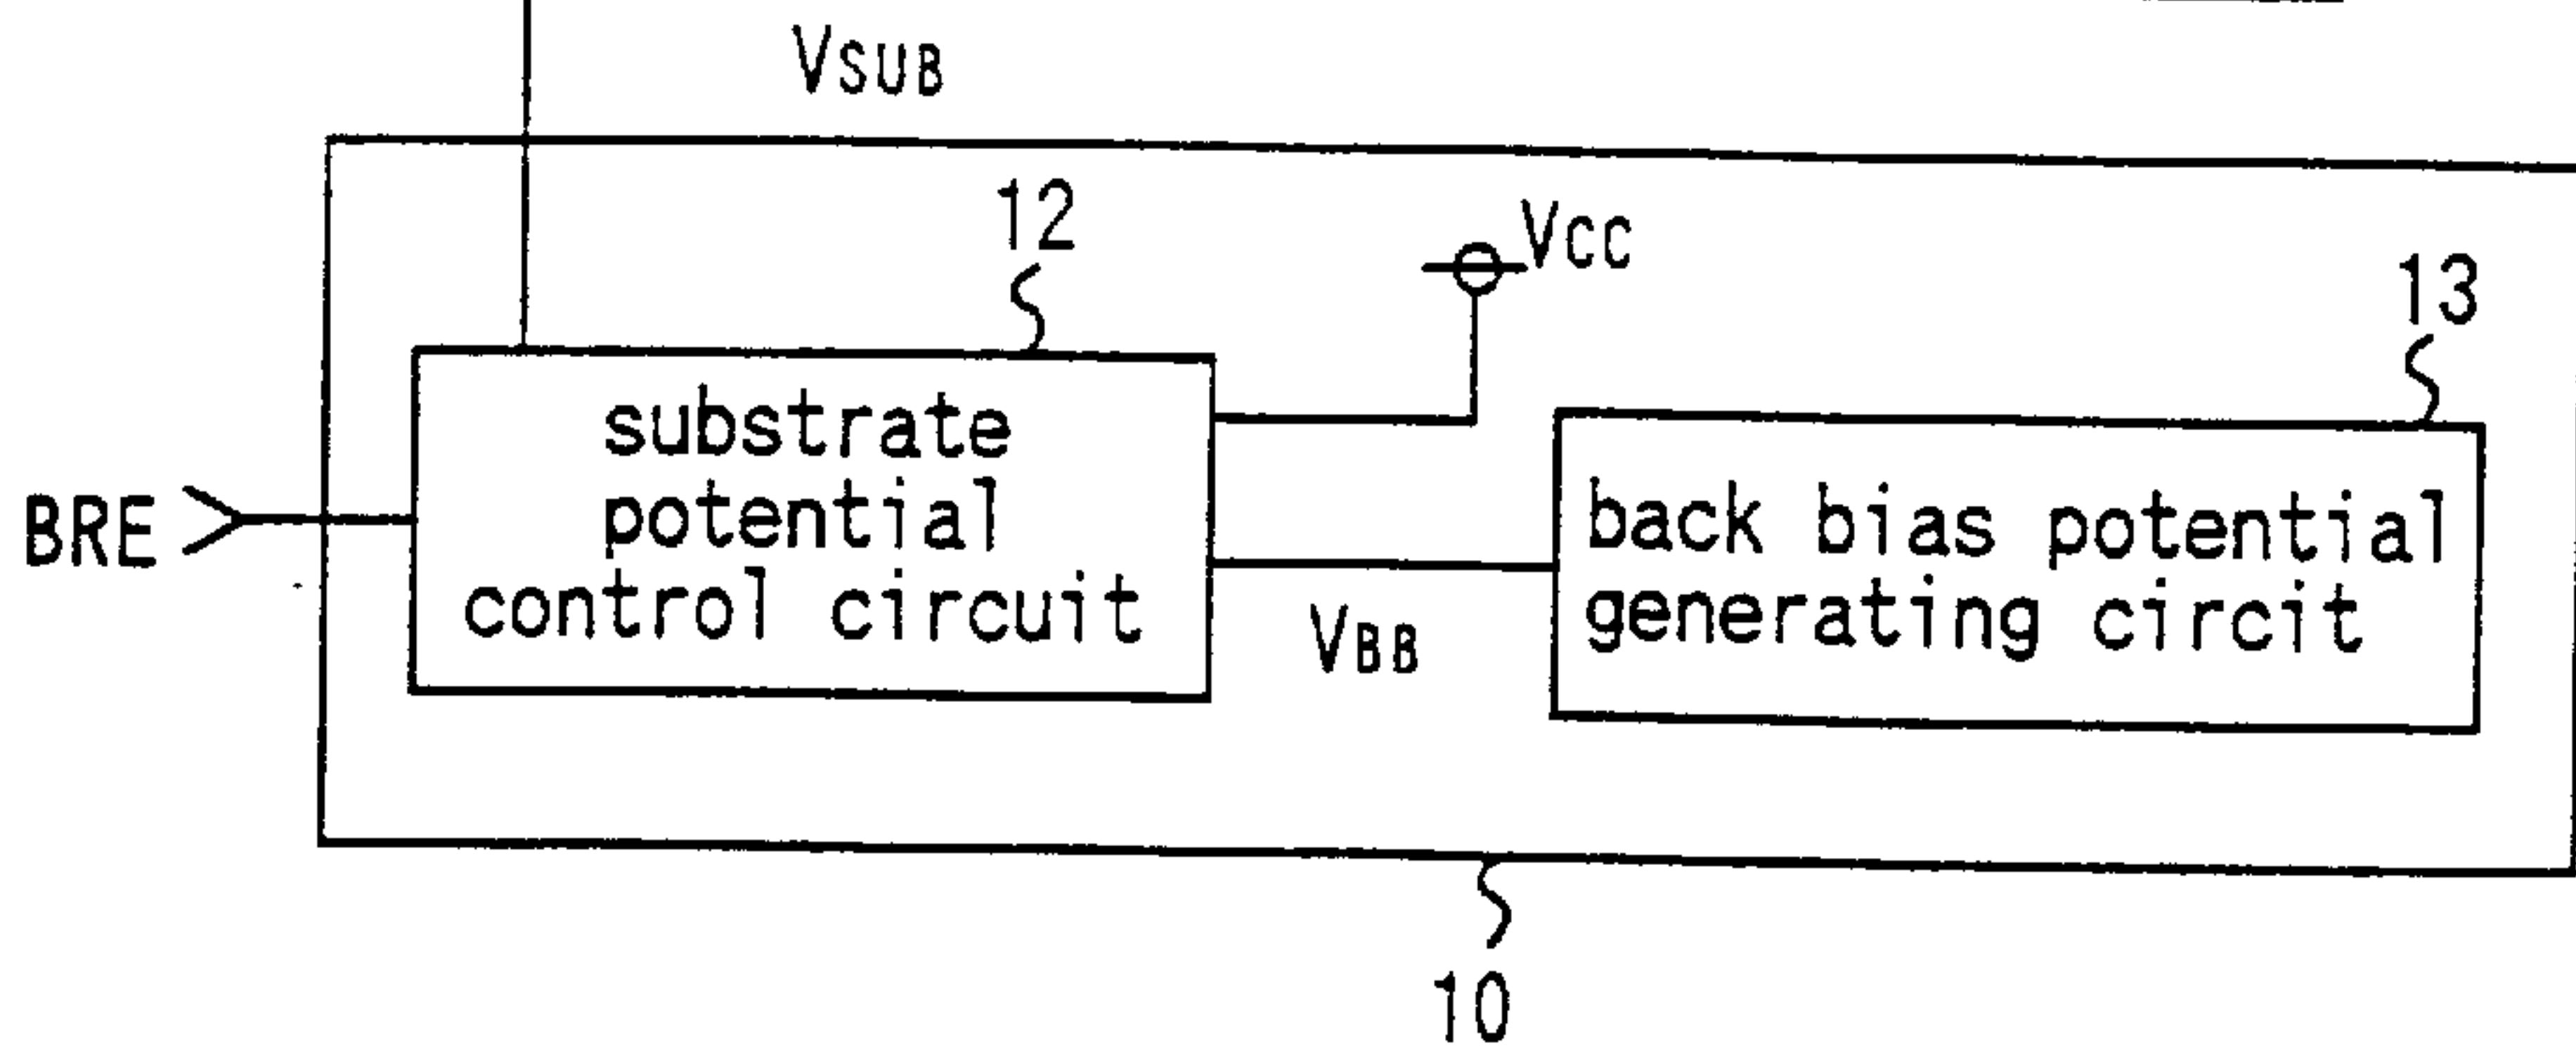 VSUB
12
VCC
13
substrate
potential
control circuit
BRE
back bias potential
generating circit
VBB
10